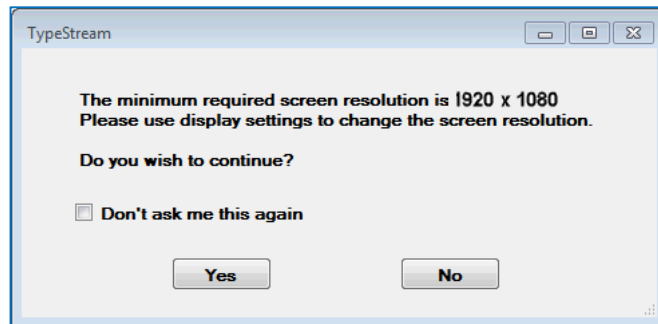 TypeStream
The minimum required screen resolution is 1920 x 1080
Please use display settings to change the screen resolution.
Do you wish to continue?
Don't ask me this again
Yes
No